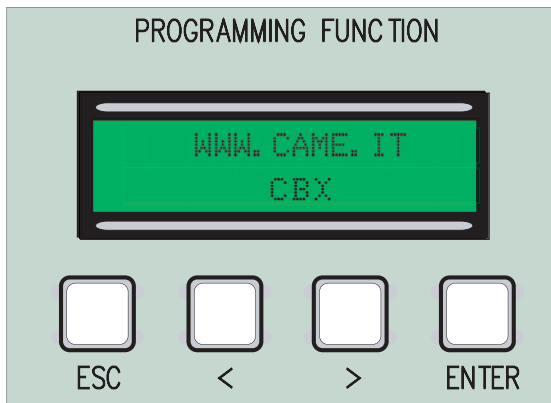 PROGRAMMING FUNCTION
WWW.CAME.IT
CBX
ESC < > ENTER